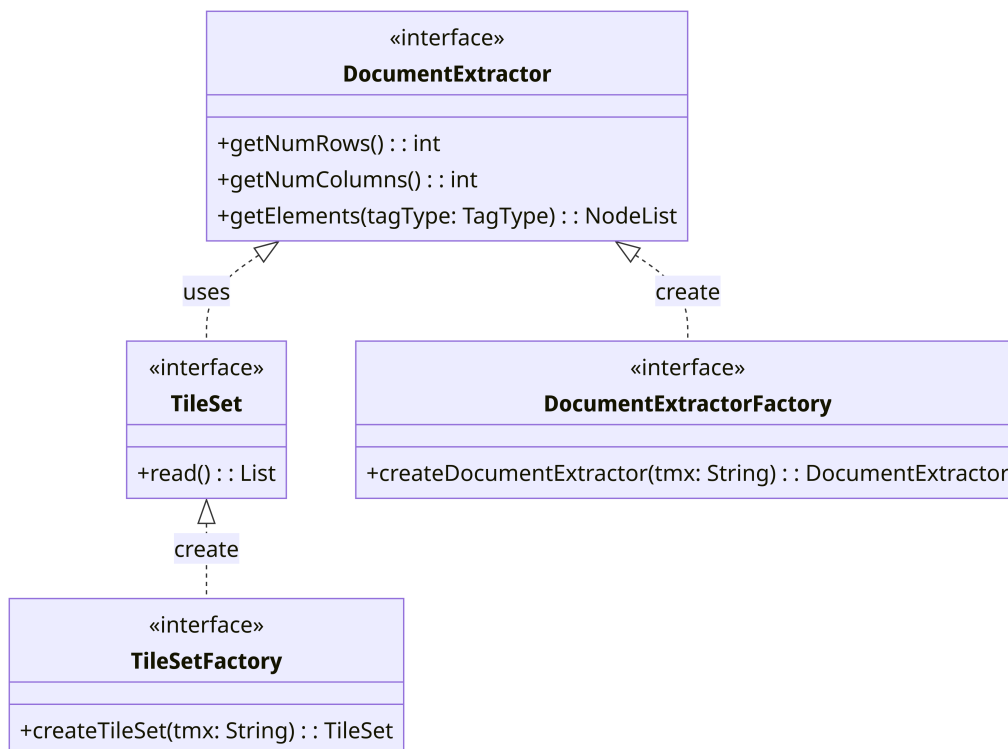 «interface»
DocumentExtractor
+getNumRows() : : int
+getNumColumns() : : int
+getElements(tagType: TagType) : : NodeList
uses
create
«interface»
TileSet
+read() : : List
«interface»
DocumentExtractorFactory
+createDocumentExtractor(tmx: String) : : DocumentExtractor
create
«interface»
TileSetFactory
+createTileSet(tmx: String) : : TileSet